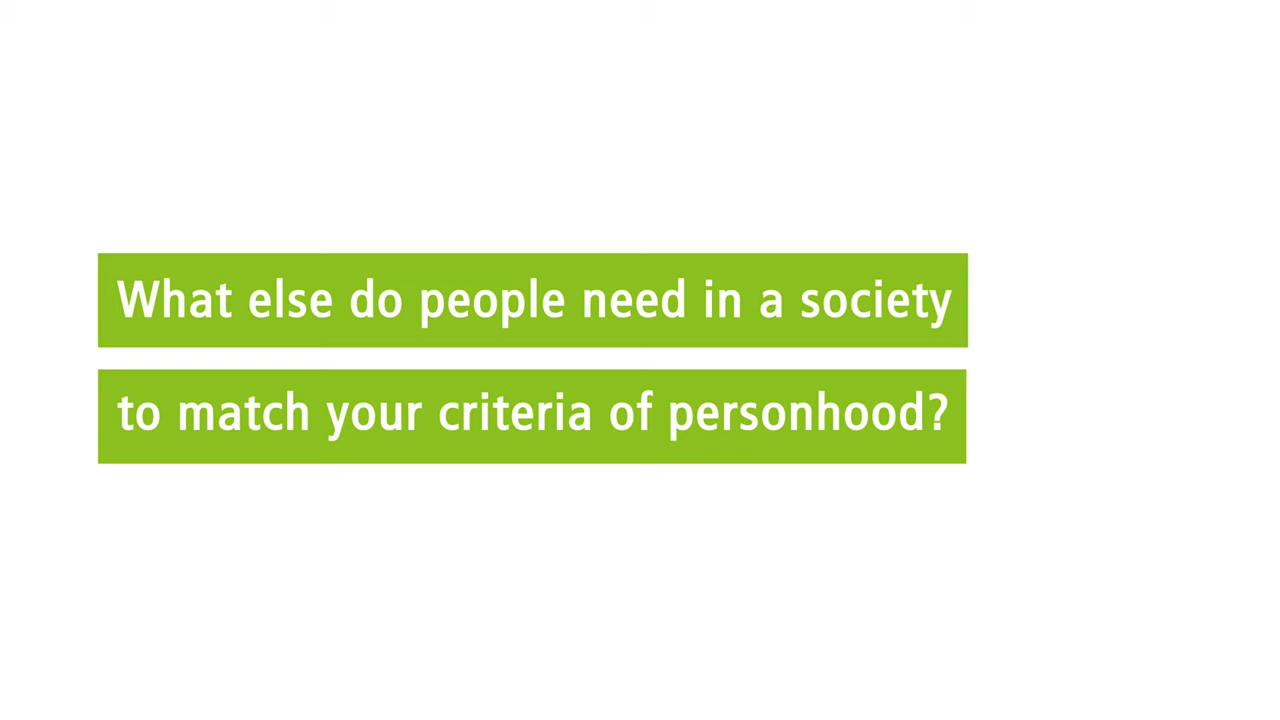 What else do people need in a society
to match your criteria of personhood?